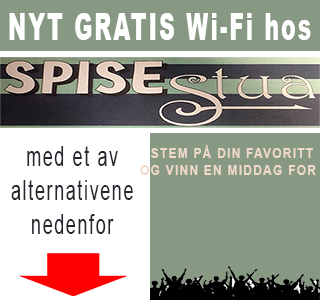 NYT GRATIS Wi-Fi hos
SPISEStua
med et av
alternativene
nedenfor
STEM PÅ DIN FAVORITT
OG VINN EN MIDDAG FOR